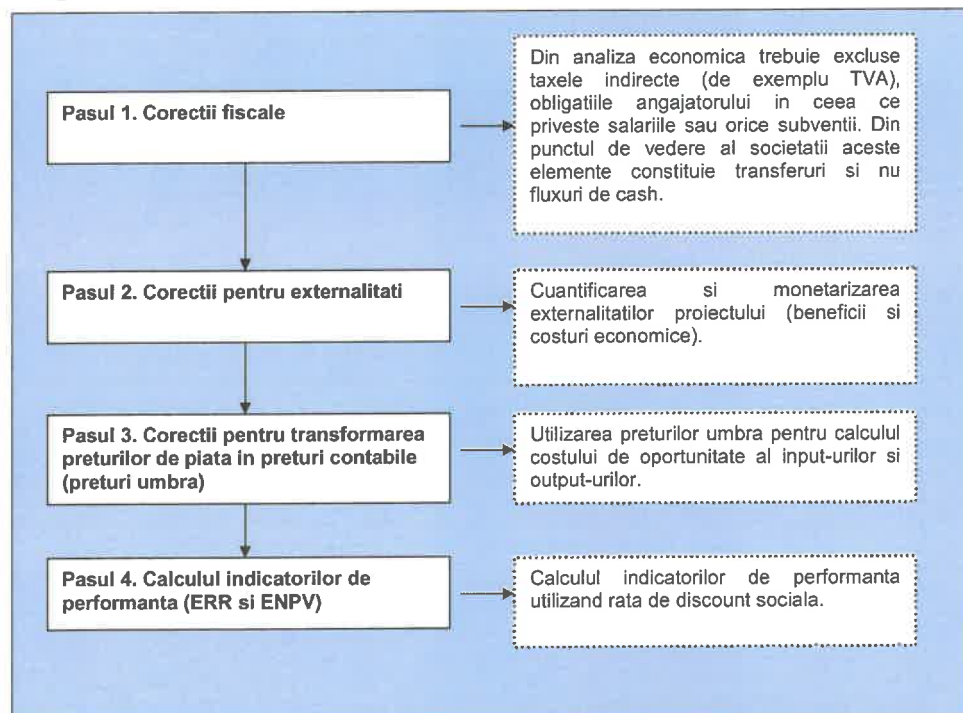 Pasul 1. Corectii fiscale
Din analiza economica trebuie excluse
taxele indirecte (de exemplu TVA),
obligatiile angajatorului in ceea ce
priveste salariile sau orice subventii. Din
punctul de vedere al societatii aceste
elemente constituie transferuri si nu
fluxuri de cash.
Pasul 2. Corectii pentru externalitati
Cuantificarea si monetarizarea
externalitatilor proiectului (beneficii si
costuri economice).
Pasul 3. Corectii pentru transformarea
preturilor de piata in preturi contabile
(preturi umbra)
Utilizarea preturilor umbra pentru calculul
costului de oportunitate al input-urilor si
output-urilor.
Pasul 4. Calculul indicatorilor de
performanta (ERR si ENPV)
Calculul indicatorilor de performanta
utilizand rata de discount sociala.